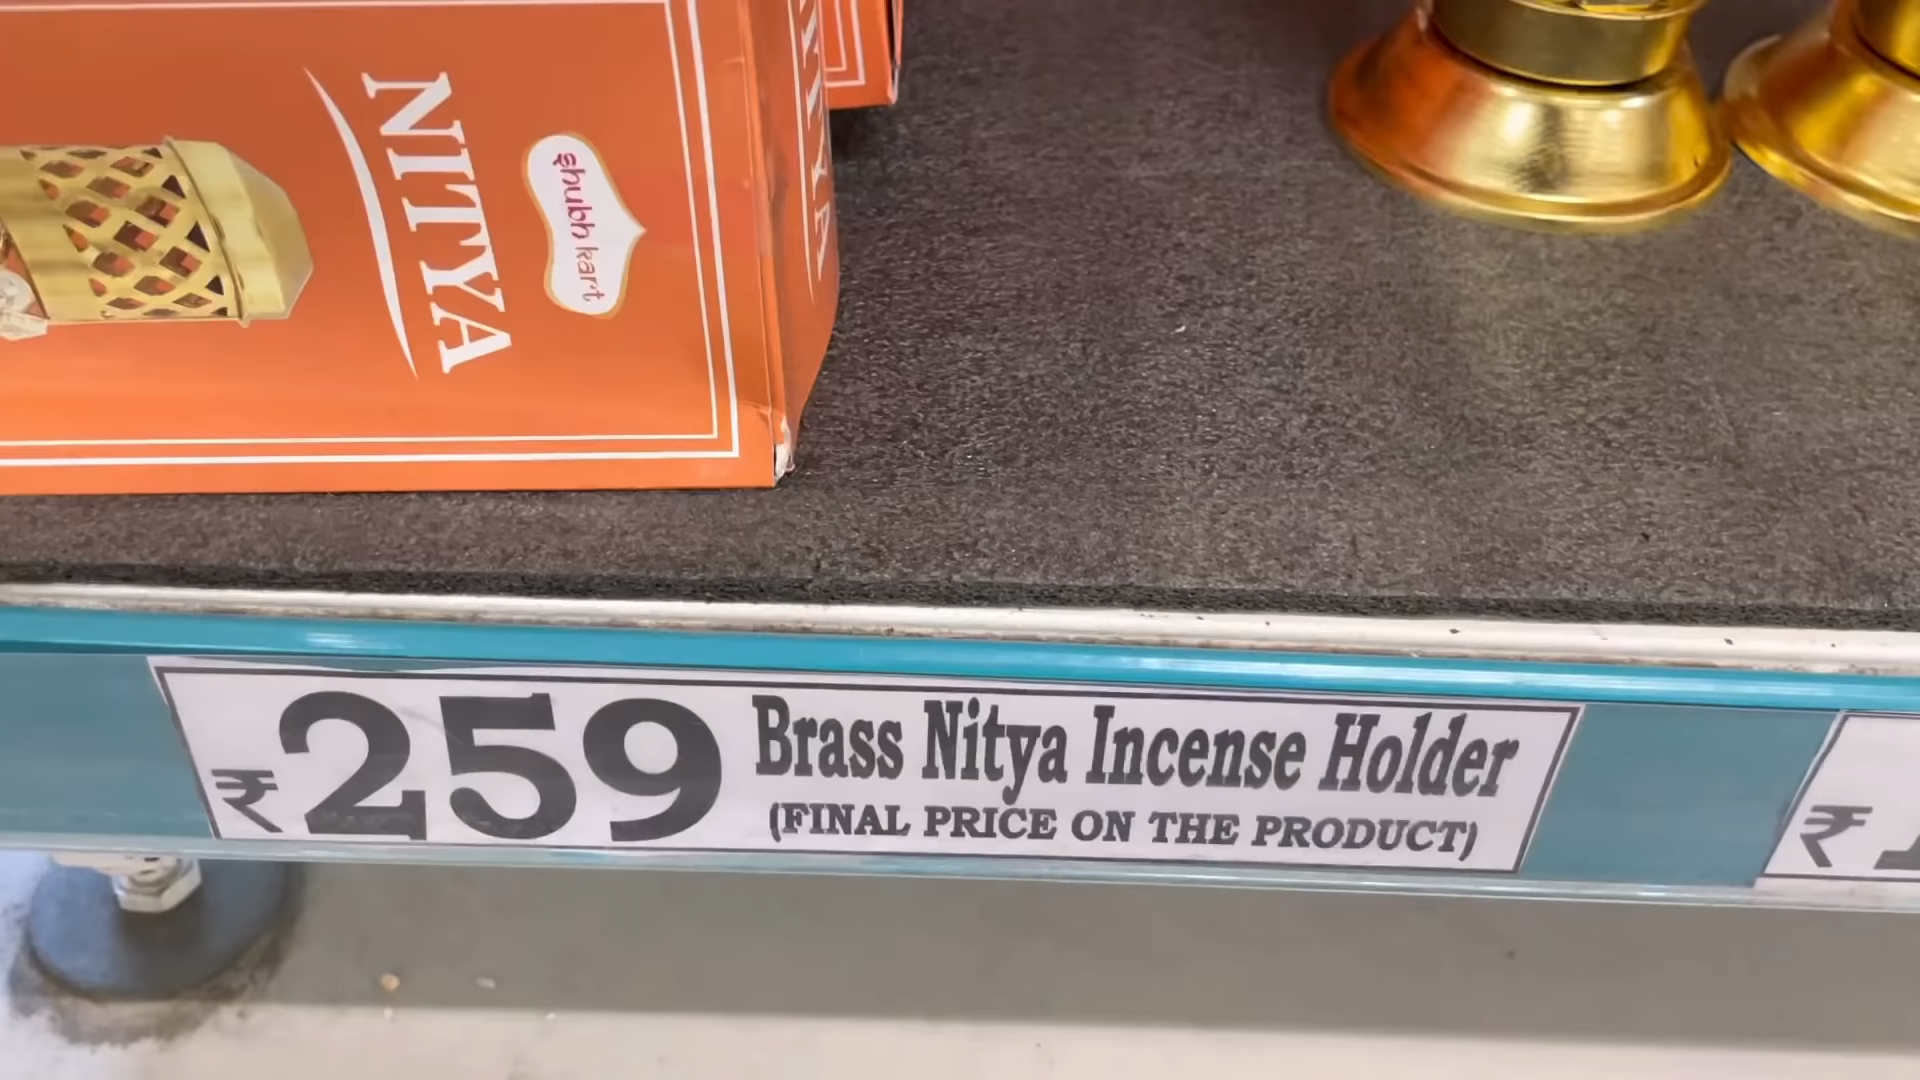 NITYA
shubh kart
NITYA
₹259 Brass Nitya Incense Holder
(FINAL PRICE ON THE PRODUCT)
₹